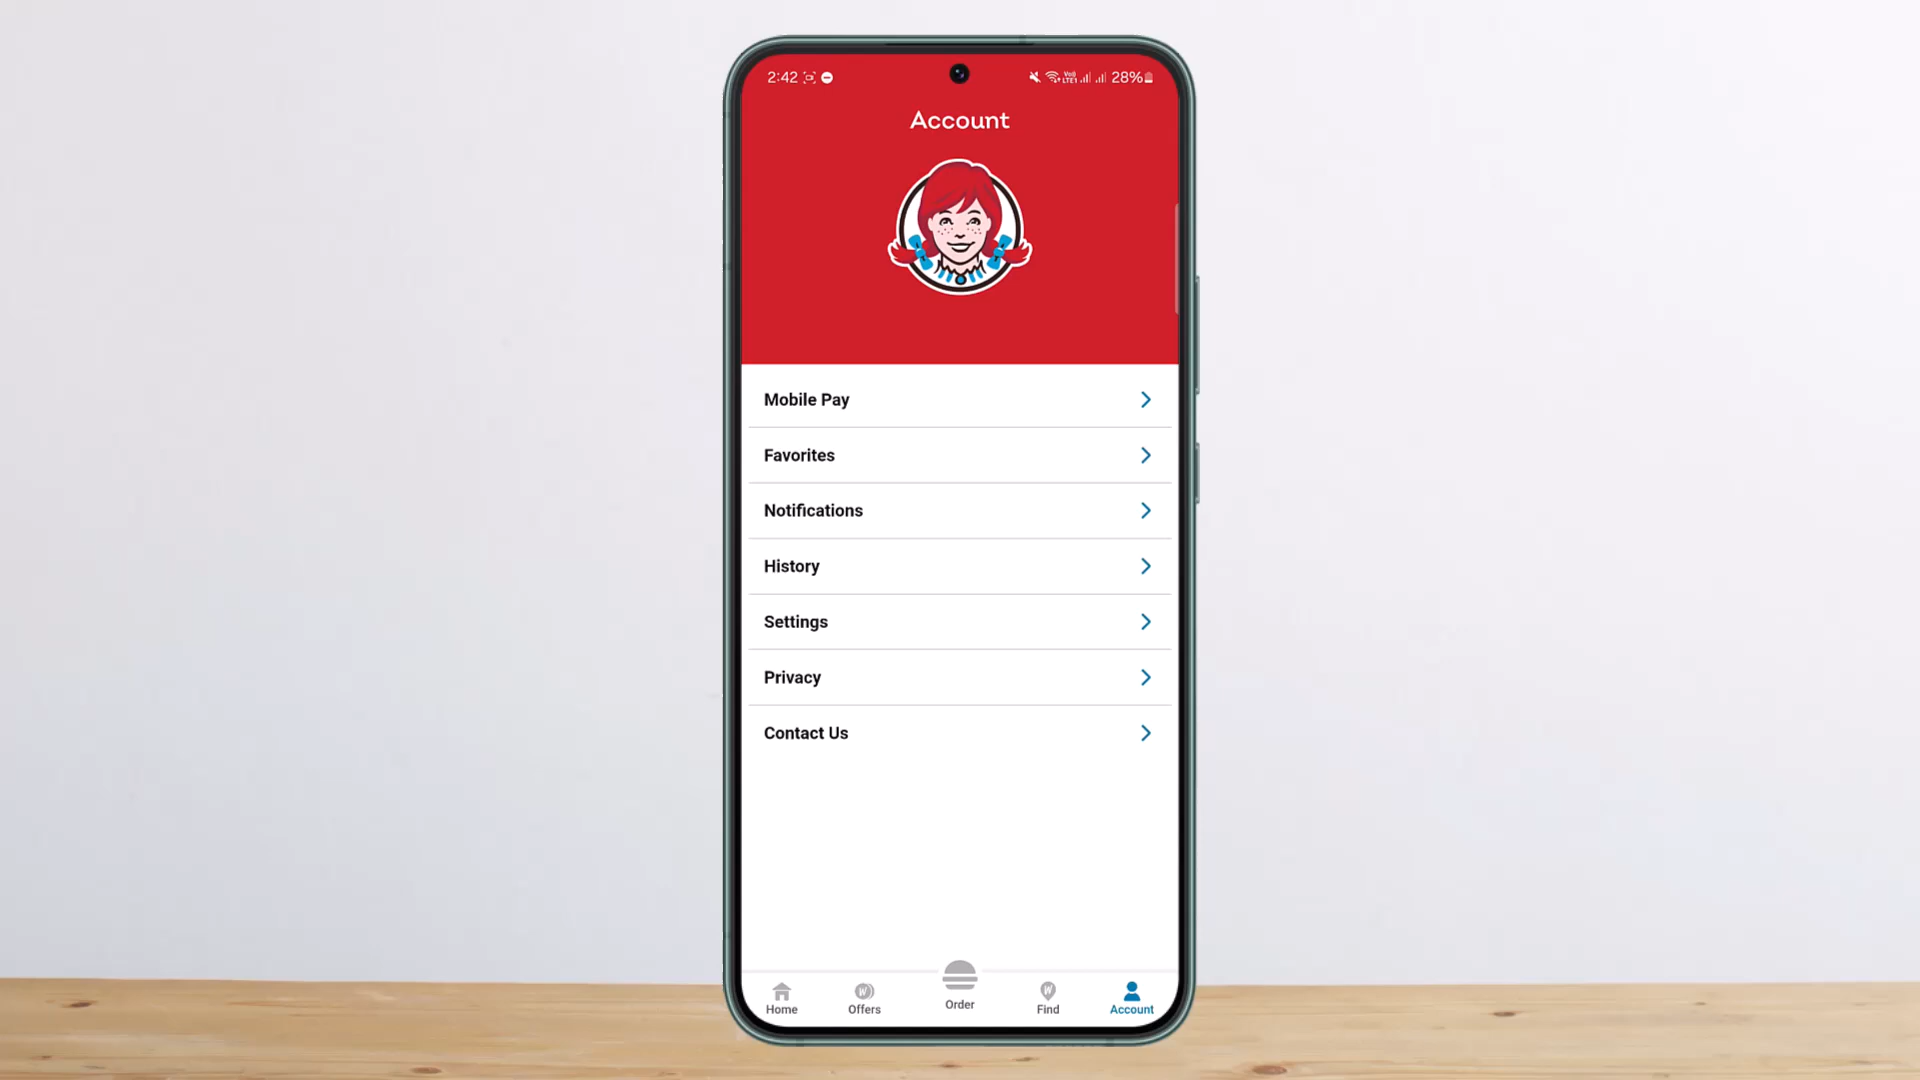 2:42 28%
Account
Mobile Pay
Favorites
Notifications
History
Settings
Privacy
Contact Us
Home Offers Order Find Account